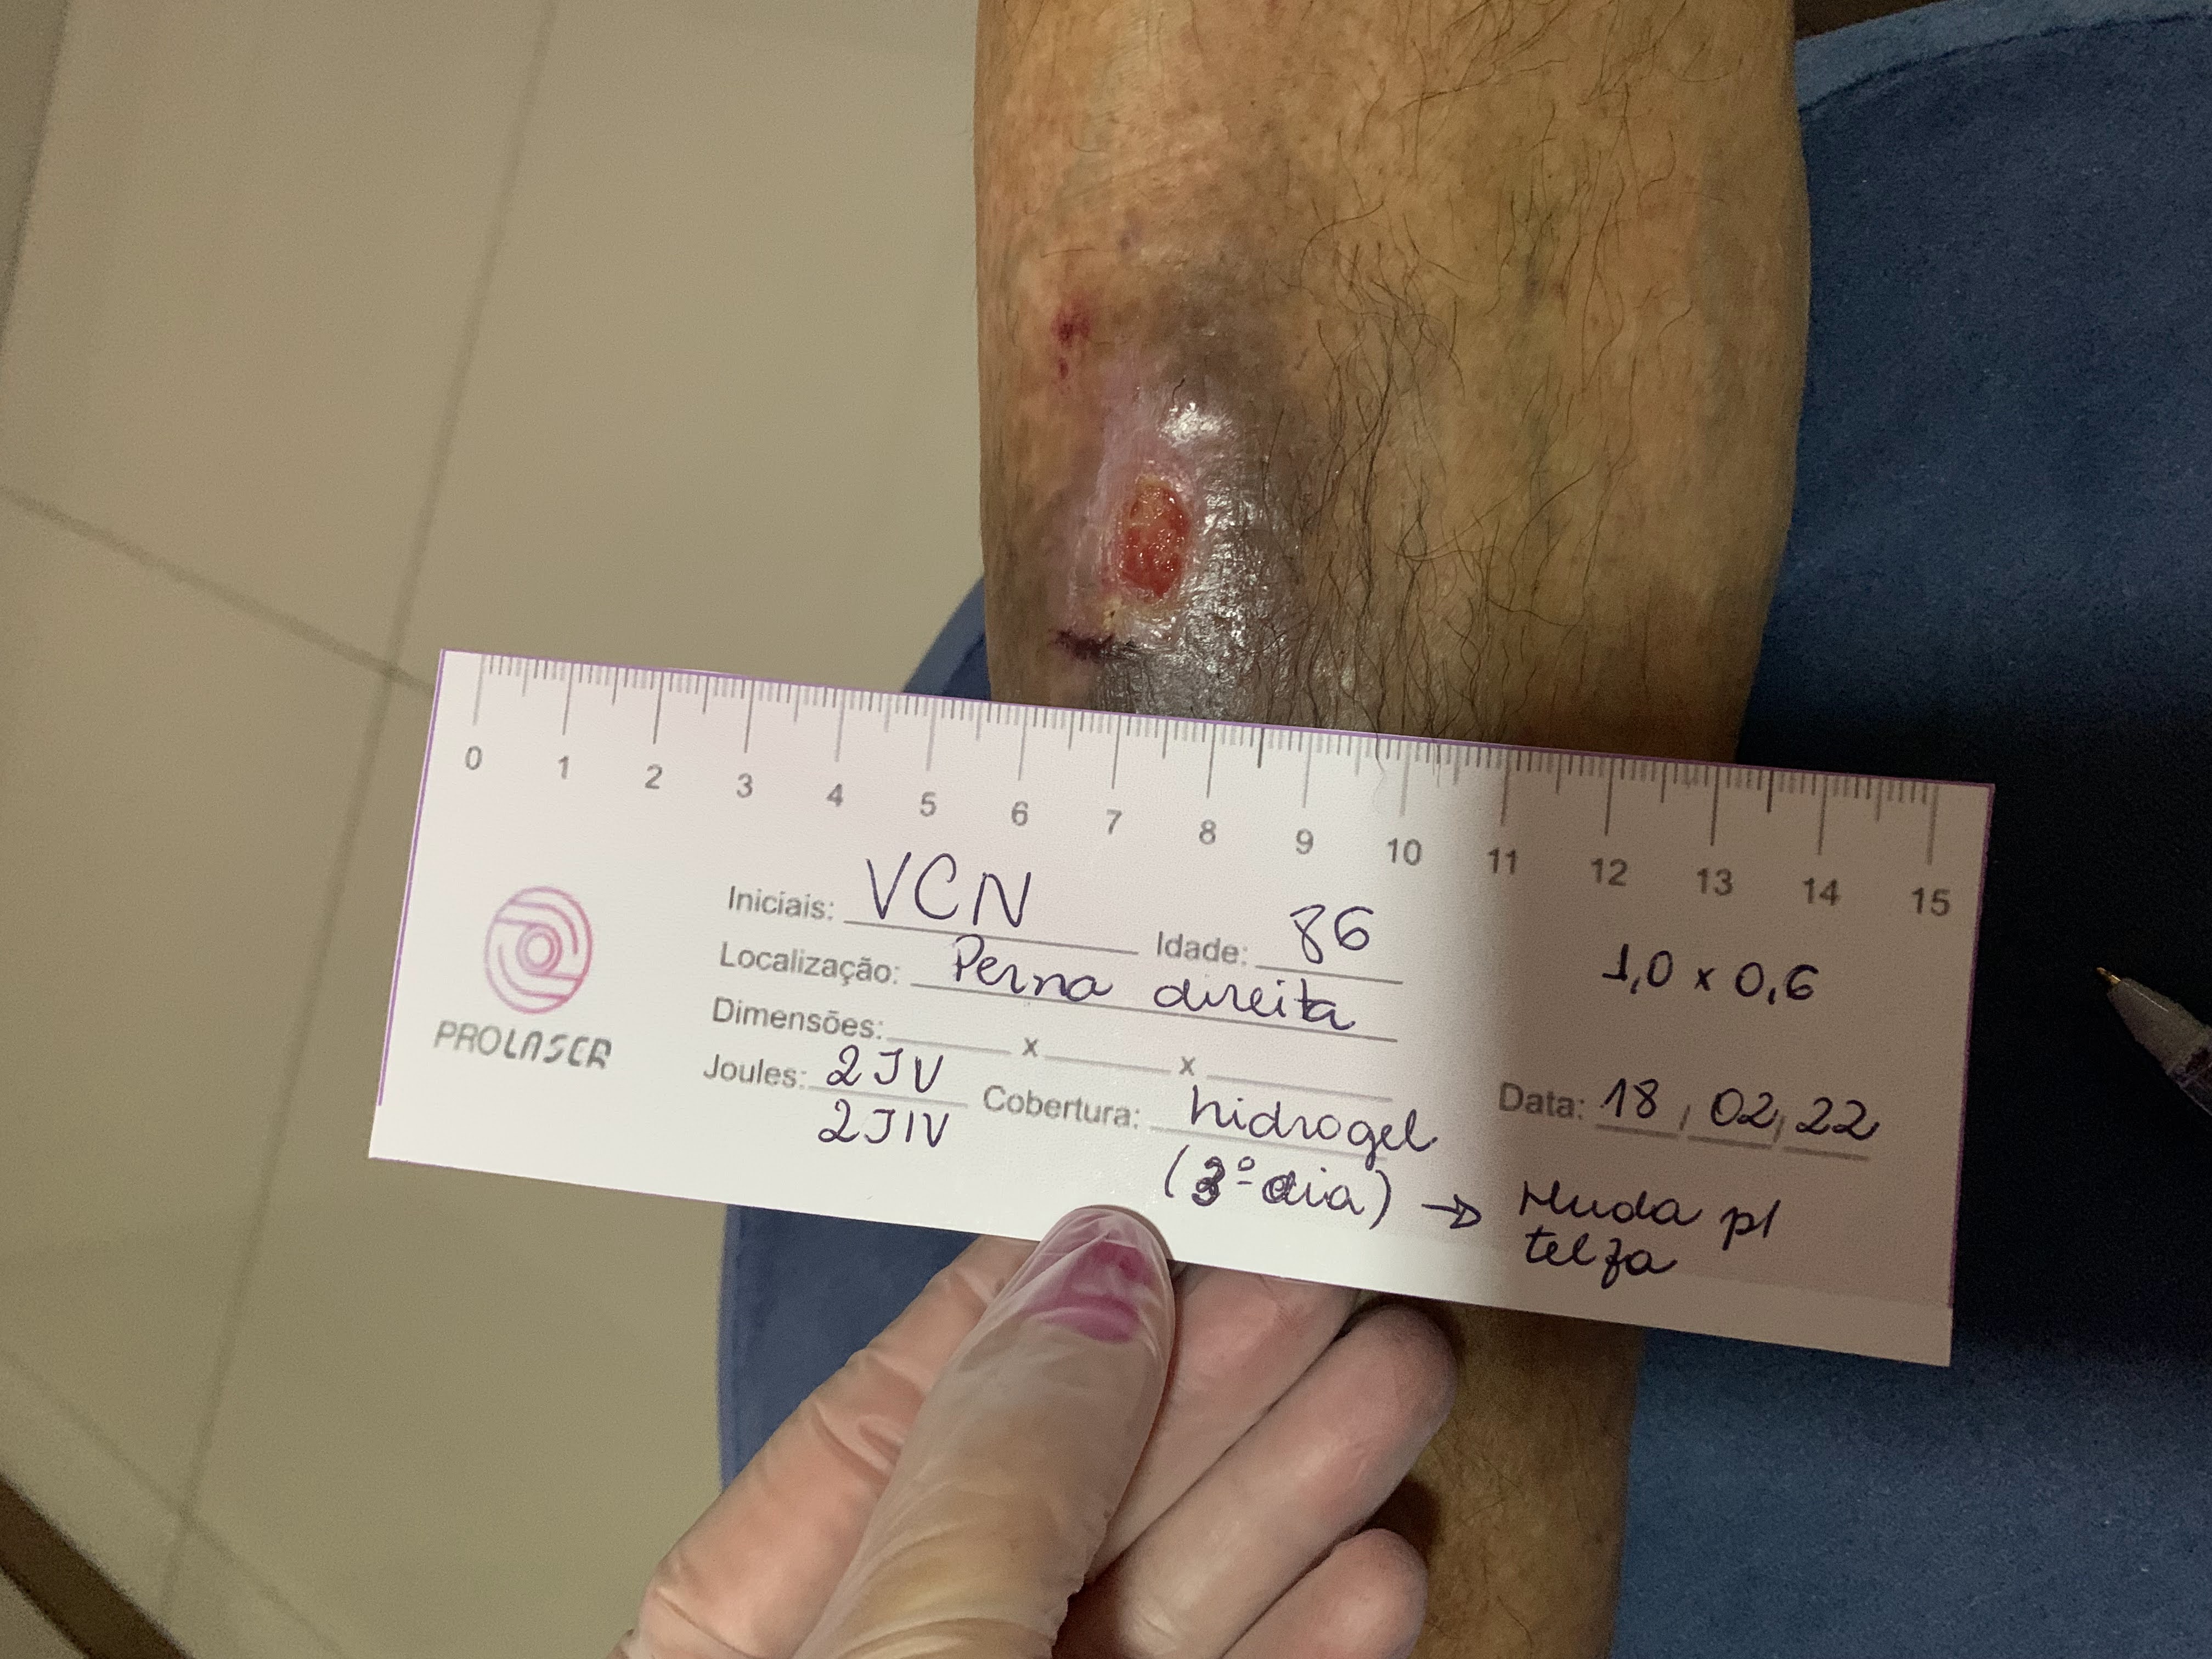 0 1 2 3 4 5 6 7 8 9 10 11 12 13 14 15
Iniciais: VCN Idade: 86
Localização: Perna direita
1,0 x 0,6
Dimensões: x x
Joules: 2JV Cobertura: hidrogel Data: 18 / 02 / 22
2JIV (3º dia) → Muda p/
telfa
PROLASER